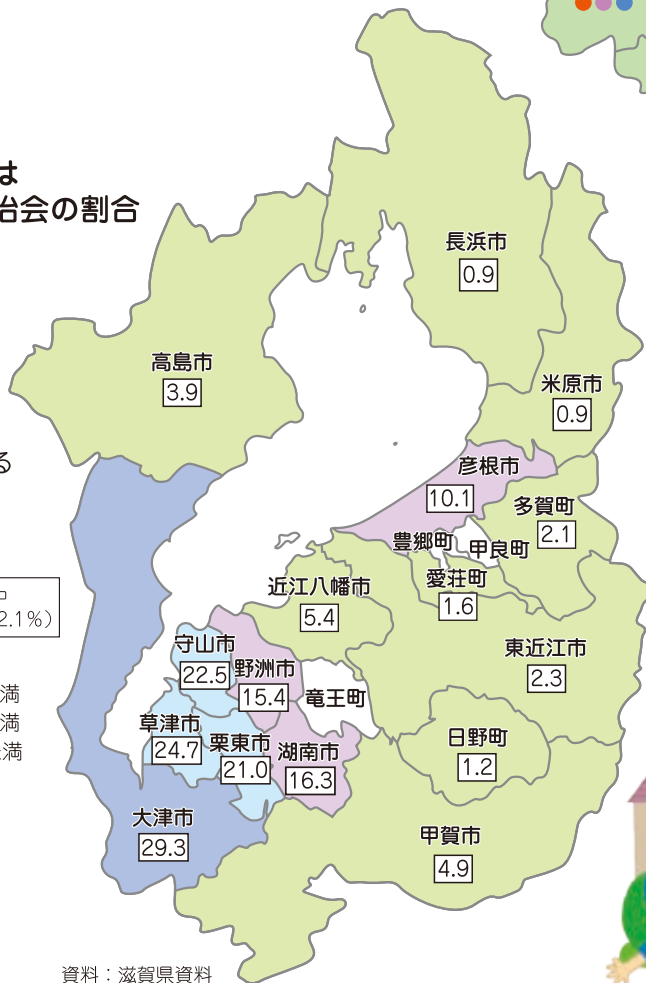 は
治会の割合
長浜市
0.9
高島市
3.9
米原市
0.9
る
彦根市
10.1
多賀町
2.1
豊郷町
甲良町
愛荘町
1.6
近江八幡市
5.4
2.1%）
守山市
22.5
野洲市
15.4
竜王町
東近江市
2.3
満
満
満
草津市
24.7
栗東市
21.0
湖南市
16.3
日野町
1.2
大津市
29.3
甲賀市
4.9
資料：滋賀県資料